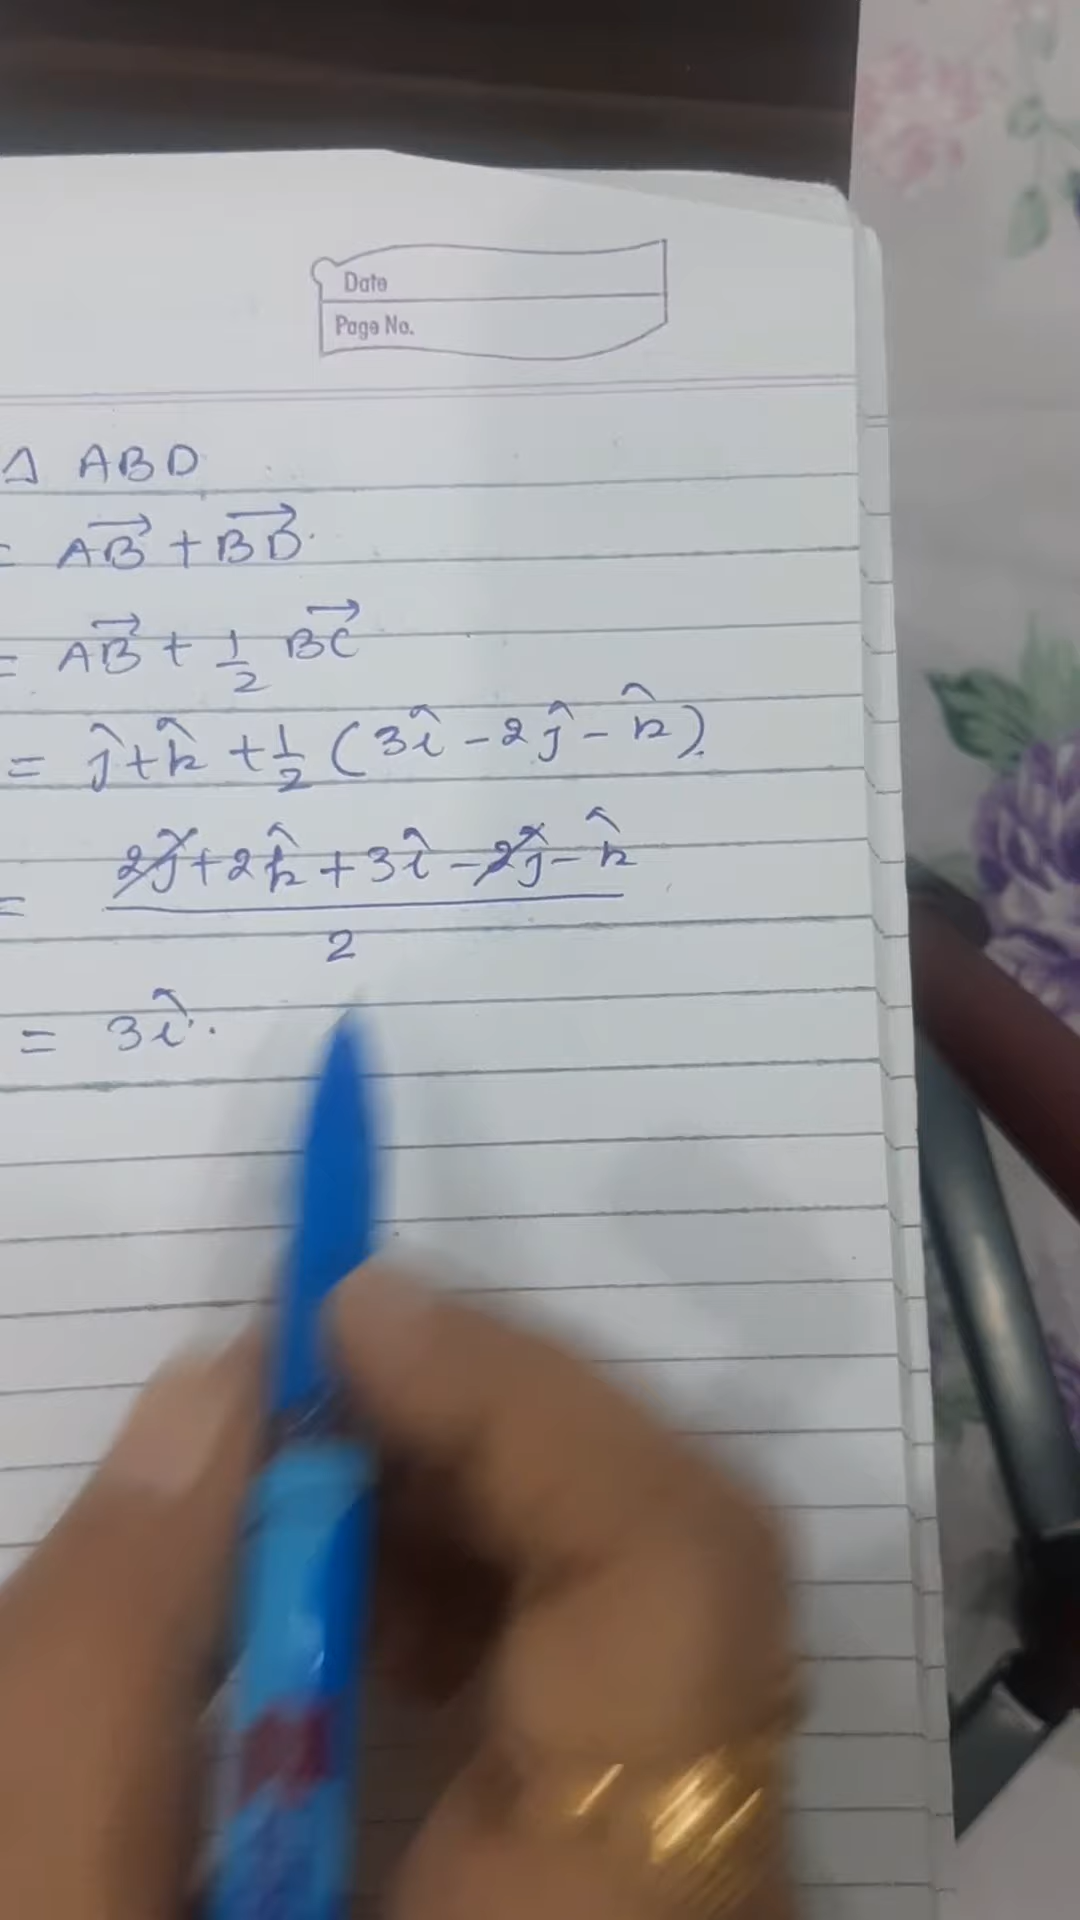 Date
Page No.
Δ ABD
= AB⃗ + BD⃗.
= AB⃗ + 1/2 BC⃗
= ĵ + k̂ + 1/2 (3î - 2ĵ - k̂).
= (2ĵ + 2k̂ + 3î - 2ĵ - k̂) / 2
= 3î.